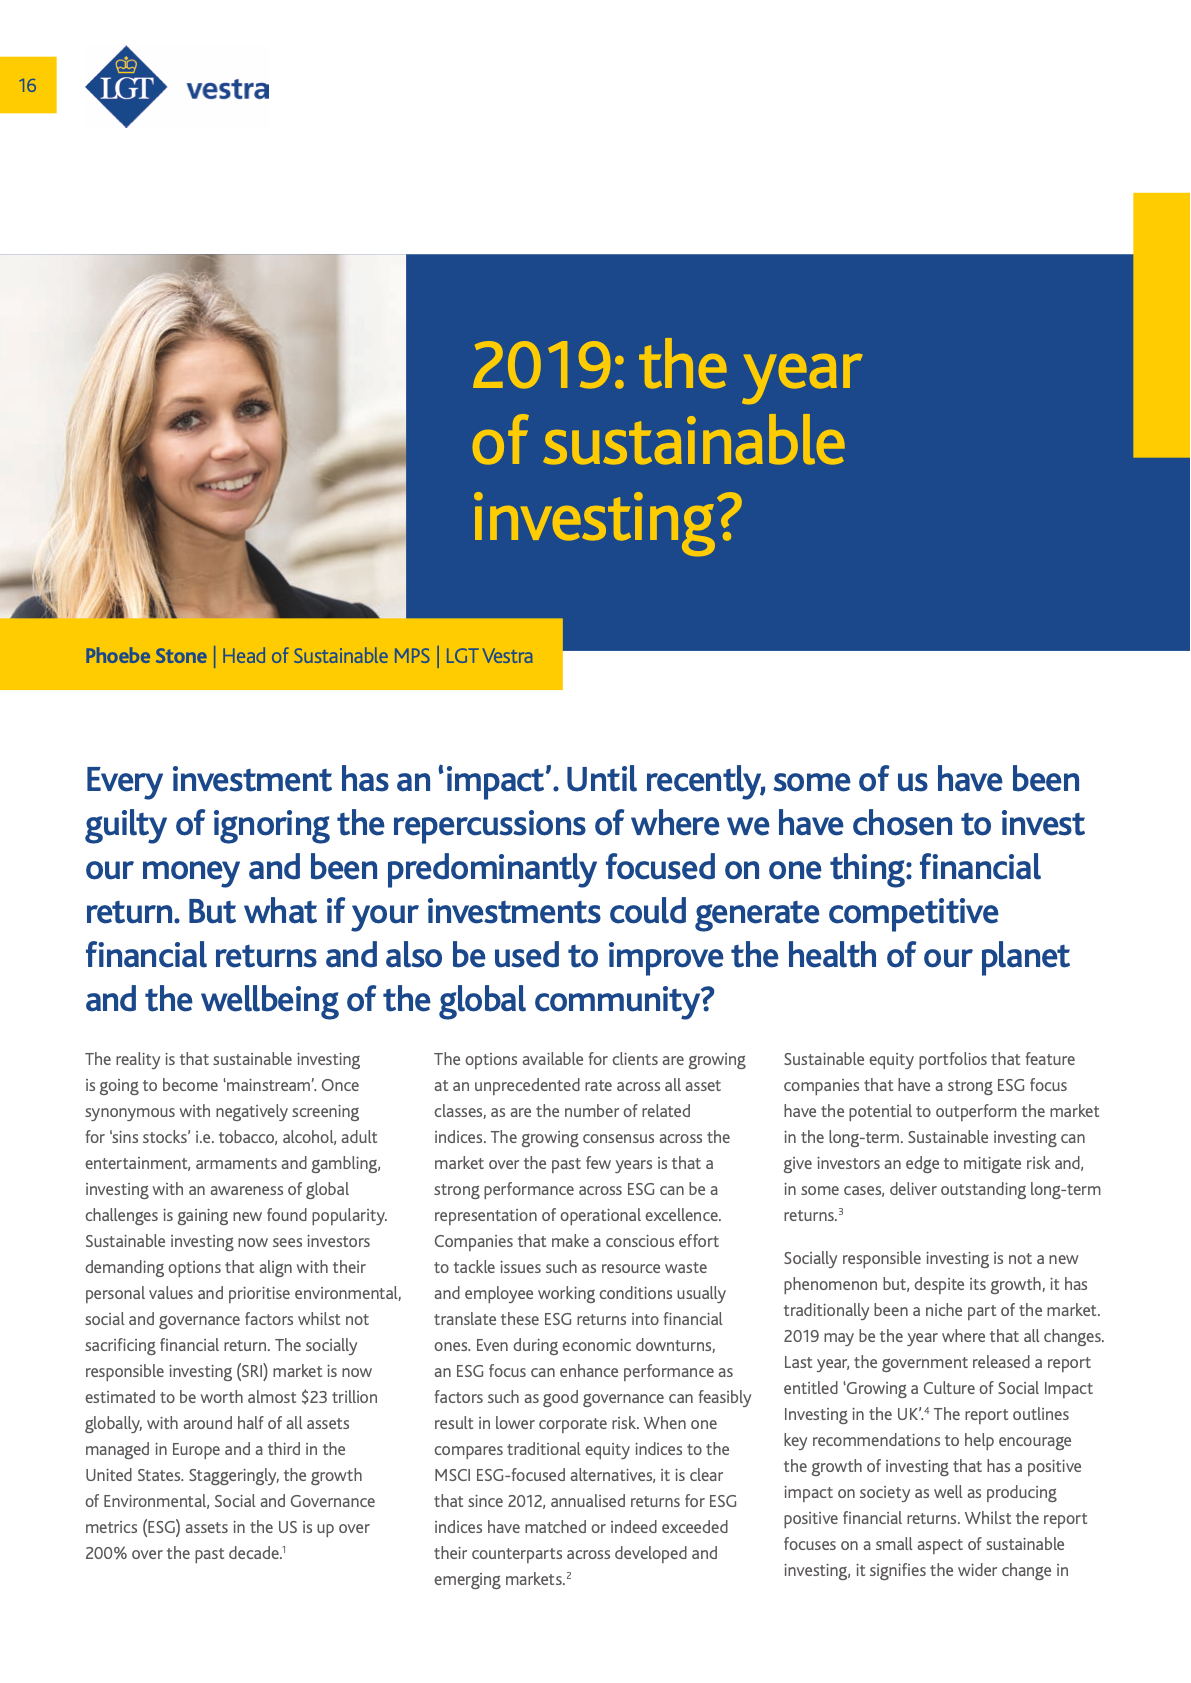 16
LGT
vestra
2019: the year
of sustainable
investing?
Phoebe Stone | Head of Sustainable MPS | LGT Vestra
Every investment has an ‘impact’. Until recently, some of us have been
guilty of ignoring the repercussions of where we have chosen to invest
our money and been predominantly focused on one thing: financial
return. But what if your investments could generate competitive
financial returns and also be used to improve the health of our planet
and the wellbeing of the global community?
The reality is that sustainable investing
is going to become ‘mainstream’. Once
synonymous with negatively screening
for ‘sins stocks’ i.e. tobacco, alcohol, adult
entertainment, armaments and gambling,
investing with an awareness of global
challenges is gaining new found popularity.
Sustainable investing now sees investors
demanding options that align with their
personal values and prioritise environmental,
social and governance factors whilst not
sacrificing financial return. The socially
responsible investing (SRI) market is now
estimated to be worth almost $23 trillion
globally, with around half of all assets
managed in Europe and a third in the
United States. Staggeringly, the growth
of Environmental, Social and Governance
metrics (ESG) assets in the US is up over
200% over the past decade.¹
The options available for clients are growing
at an unprecedented rate across all asset
classes, as are the number of related
indices. The growing consensus across the
market over the past few years is that a
strong performance across ESG can be a
representation of operational excellence.
Companies that make a conscious effort
to tackle issues such as resource waste
and employee working conditions usually
translate these ESG returns into financial
ones. Even during economic downturns,
an ESG focus can enhance performance as
factors such as good governance can feasibly
result in lower corporate risk. When one
compares traditional equity indices to the
MSCI ESG-focused alternatives, it is clear
that since 2012, annualised returns for ESG
indices have matched or indeed exceeded
their counterparts across developed and
emerging markets.²
Sustainable equity portfolios that feature
companies that have a strong ESG focus
have the potential to outperform the market
in the long-term. Sustainable investing can
give investors an edge to mitigate risk and,
in some cases, deliver outstanding long-term
returns.³
Socially responsible investing is not a new
phenomenon but, despite its growth, it has
traditionally been a niche part of the market.
2019 may be the year where that all changes.
Last year, the government released a report
entitled ‘Growing a Culture of Social Impact
Investing in the UK’.⁴ The report outlines
key recommendations to help encourage
the growth of investing that has a positive
impact on society as well as producing
positive financial returns. Whilst the report
focuses on a small aspect of sustainable
investing, it signifies the wider change in